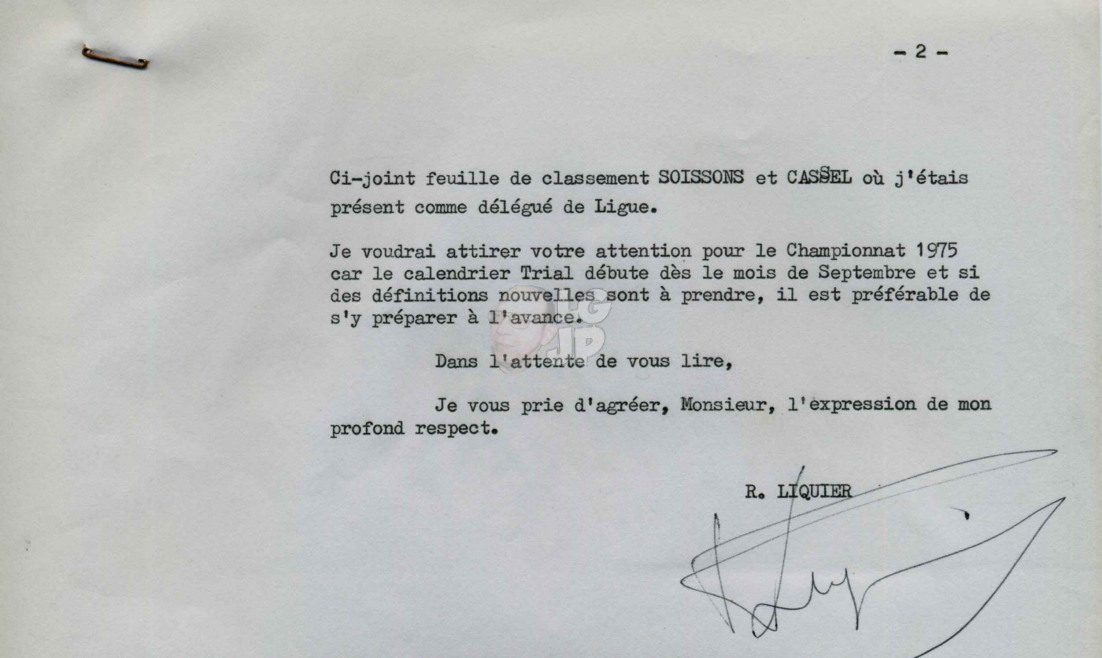 - 2 -
Ci-joint feuille de classement SOISSONS et CASSEL où j'étais
présent comme délégué de Ligue.
Je voudrai attirer votre attention pour le Championnat 1975
car le calendrier Trial débute dès le mois de Septembre et si
des définitions nouvelles sont à prendre, il est préférable de
s'y préparer à l'avance.
LG
JP
Dans l'attente de vous lire,
Je vous prie d'agréer, Monsieur, l'expression de mon
profond respect.
R. LIQUIER